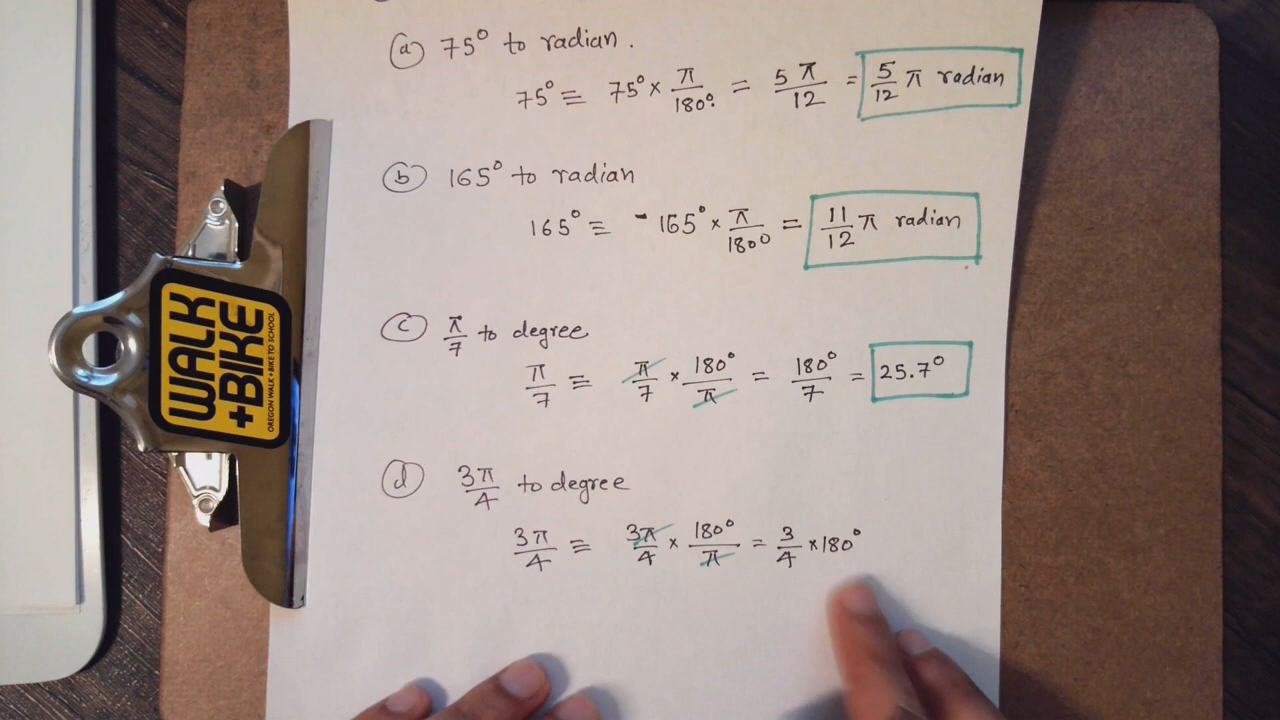 (a) 75° to radian.
75° ≡ 75° × π/180° = 5π/12 = 5/12 π radian
(b) 165° to radian
165° ≡ -165° × π/180° = 11/12 π radian
(c) π/7 to degree
π/7 ≡ π/7 × 180°/π = 180°/7 = 25.7°
(d) 3π/4 to degree
3π/4 ≡ 3π/4 × 180°/π = 3/4 × 180°
WALK
+BIKE
OREGON WALK+BIKE TO SCHOOL